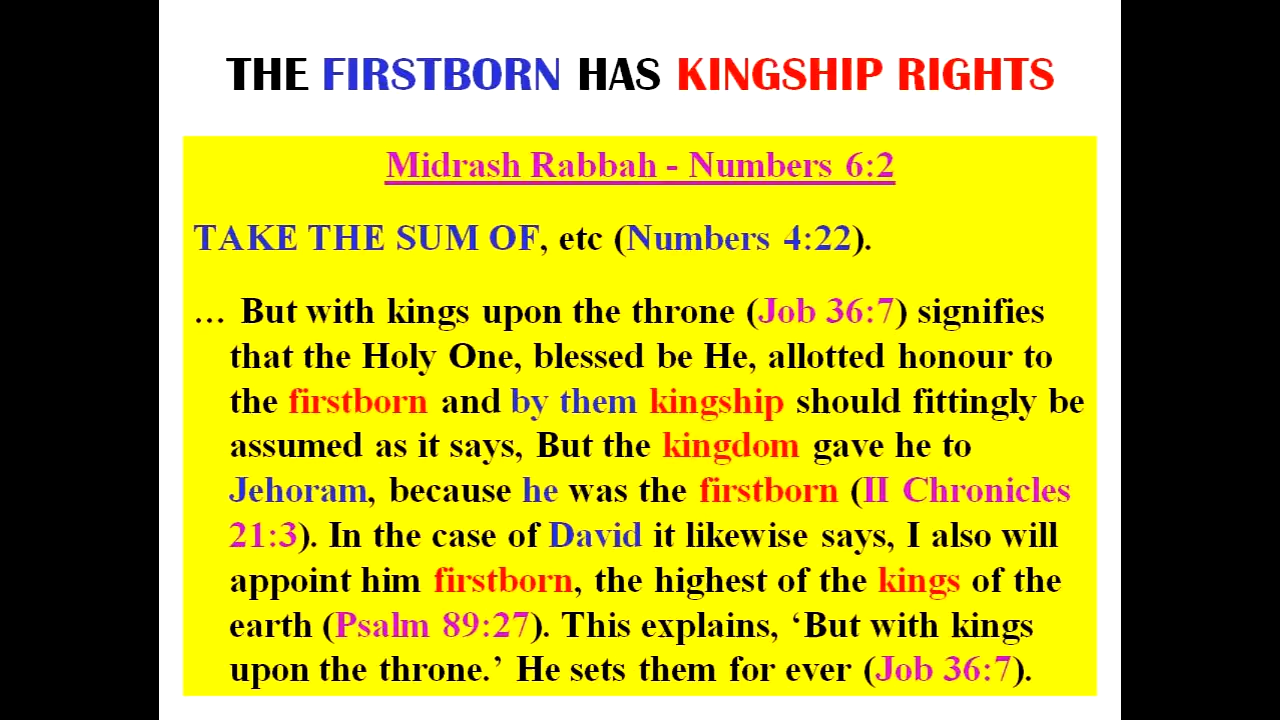 THE FIRSTBORN HAS KINGSHIP RIGHTS
Midrash Rabbah - Numbers 6:2
TAKE THE SUM OF, etc (Numbers 4:22).
… But with kings upon the throne (Job 36:7) signifies
that the Holy One, blessed be He, allotted honour to
the firstborn and by them kingship should fittingly be
assumed as it says, But the kingdom gave he to
Jehoram, because he was the firstborn (II Chronicles
21:3). In the case of David it likewise says, I also will
appoint him firstborn, the highest of the kings of the
earth (Psalm 89:27). This explains, ‘But with kings
upon the throne.’ He sets them for ever (Job 36:7).